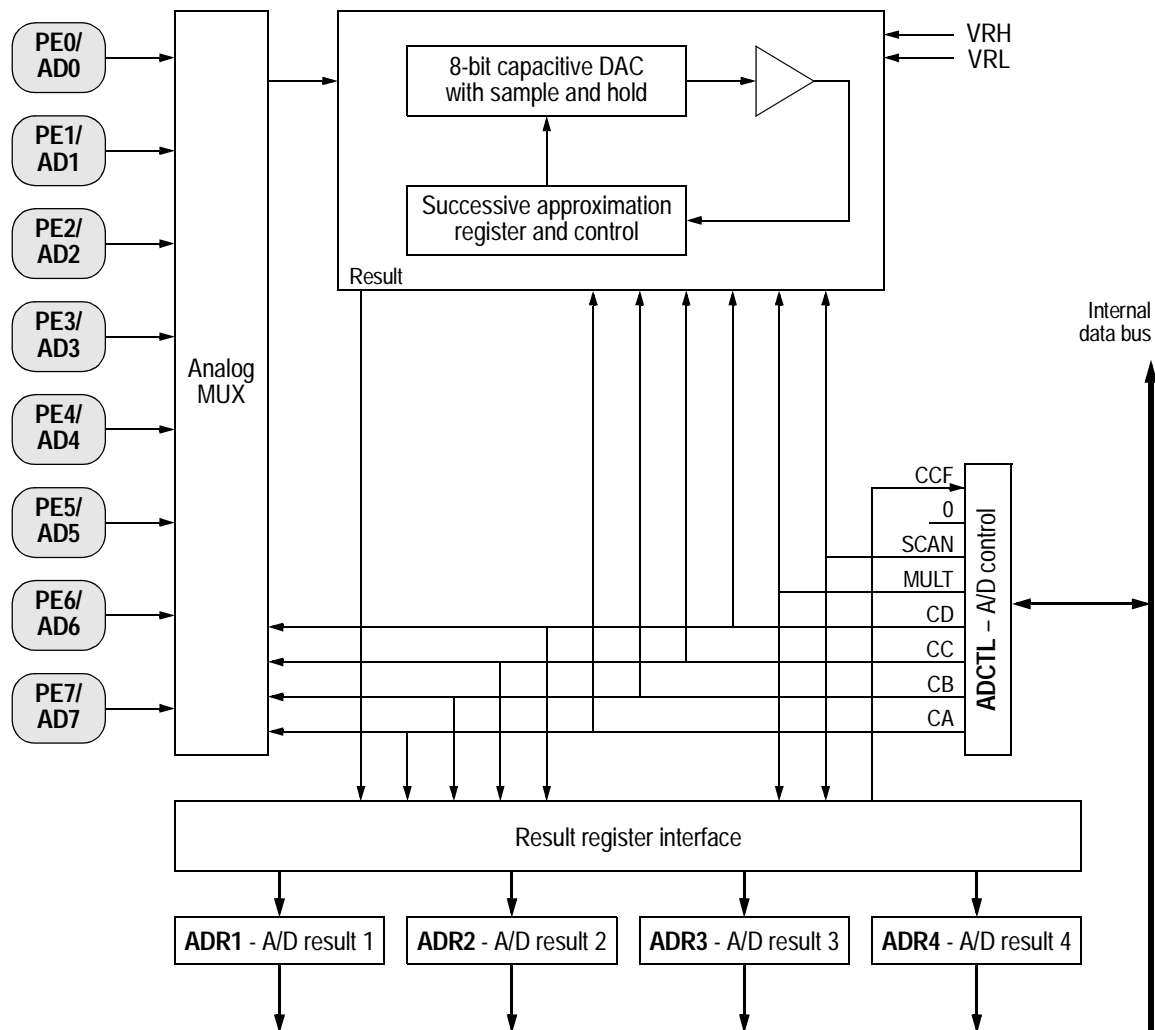 PE0/
AD0
PE1/
AD1
PE2/
AD2
PE3/
AD3
PE4/
AD4
PE5/
AD5
PE6/
AD6
PE7/
AD7
Analog
MUX
8-bit capacitive DAC
with sample and hold
Successive approximation
register and control
Result
VRH
VRL
Internal
data bus
CCF
0
SCAN
MULT
CD
CC
CB
CA
ADCTL – A/D control
Result register interface
ADR1 - A/D result 1
ADR2 - A/D result 2
ADR3 - A/D result 3
ADR4 - A/D result 4